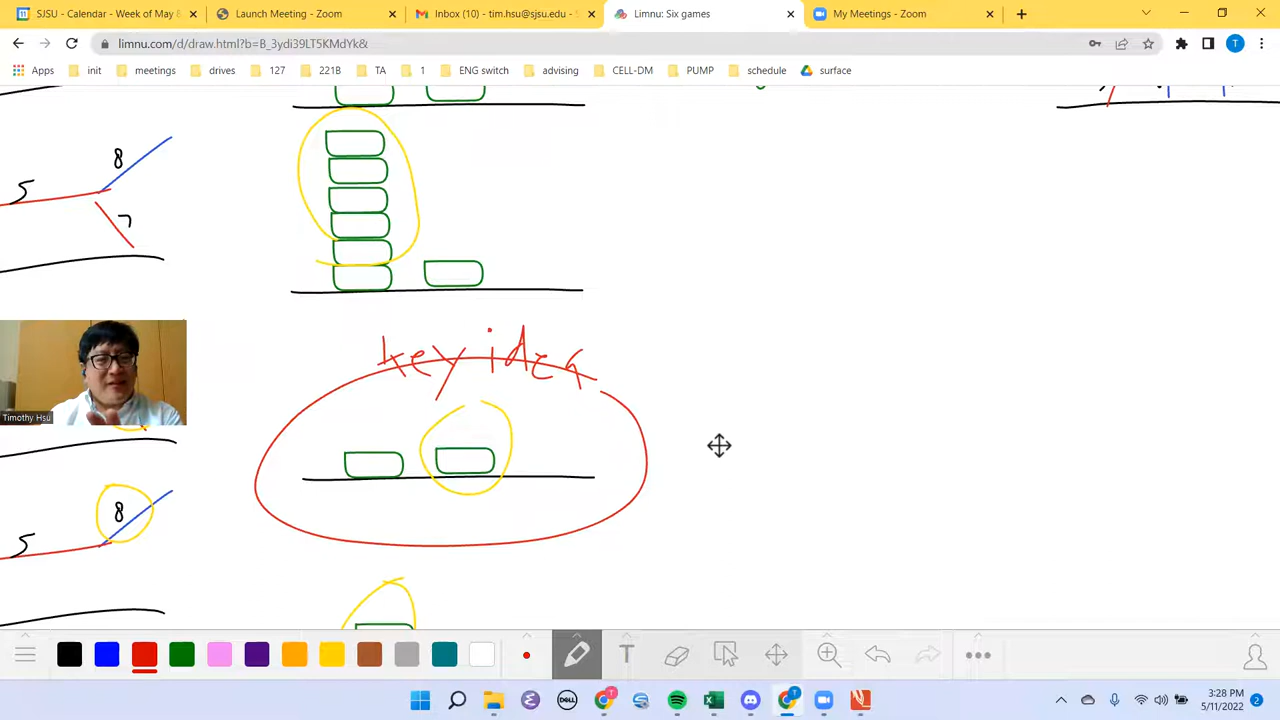 SJSU - Calendar - Week of May 8
Launch Meeting - Zoom
Inbox (10) - tim.hsu@sjsu.edu - S
Limnu: Six games
My Meetings - Zoom
limnu.com/d/draw.html?b=B_3ydi39LT5KMdYk&
T
Apps
init
meetings
drives
127
221B
TA
1
ENG switch
advising
CELL-DM
PUMP
schedule
surface
8
5
7
key idea
Timothy Hsu
8
5
T
3:28 PM
5/11/2022
2